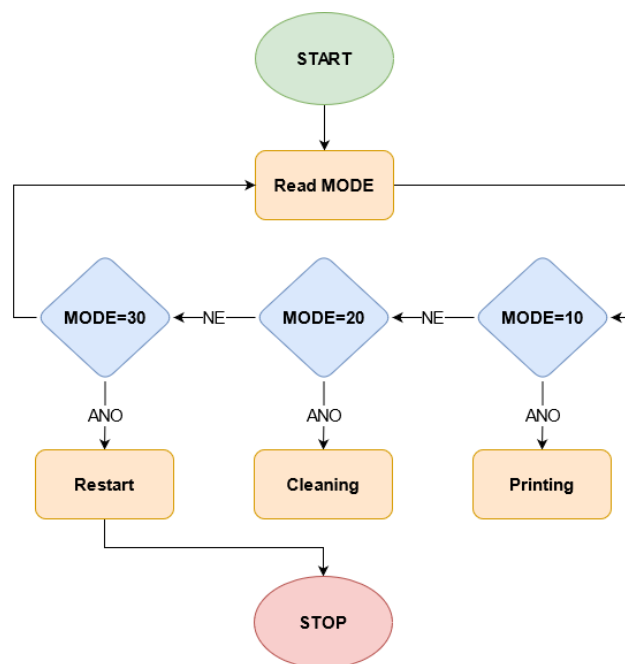 START
Read MODE
MODE=30
NE
MODE=20
NE
MODE=10
ANO
ANO
ANO
Restart
Cleaning
Printing
STOP